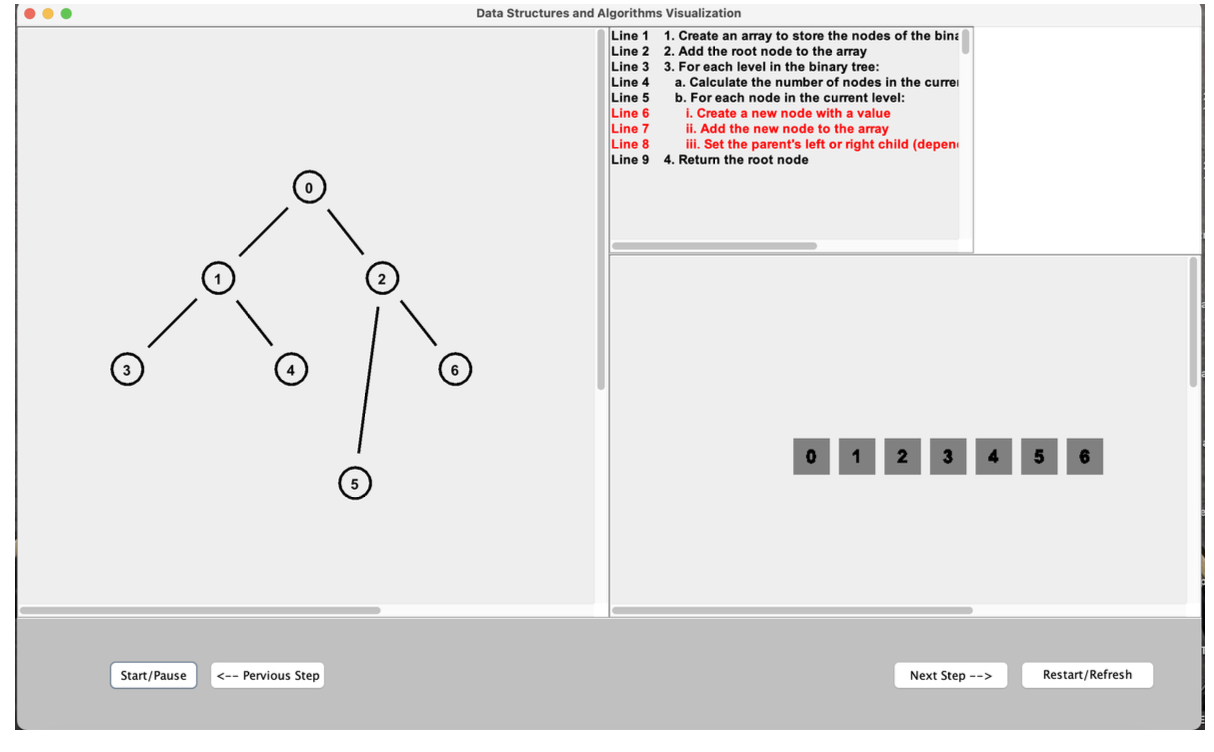 Data Structures and Algorithms Visualization
Line 1 1. Create an array to store the nodes of the bina
Line 2 2. Add the root node to the array
Line 3 3. For each level in the binary tree:
Line 4 a. Calculate the number of nodes in the curre
Line 5 b. For each node in the current level:
Line 6 i. Create a new node with a value
Line 7 ii. Add the new node to the array
Line 8 iii. Set the parent's left or right child (depen
Line 9 4. Return the root node
0
1 2
3 4 6
5
0 1 2 3 4 5 6
Start/Pause <-- Pervious Step Next Step --> Restart/Refresh